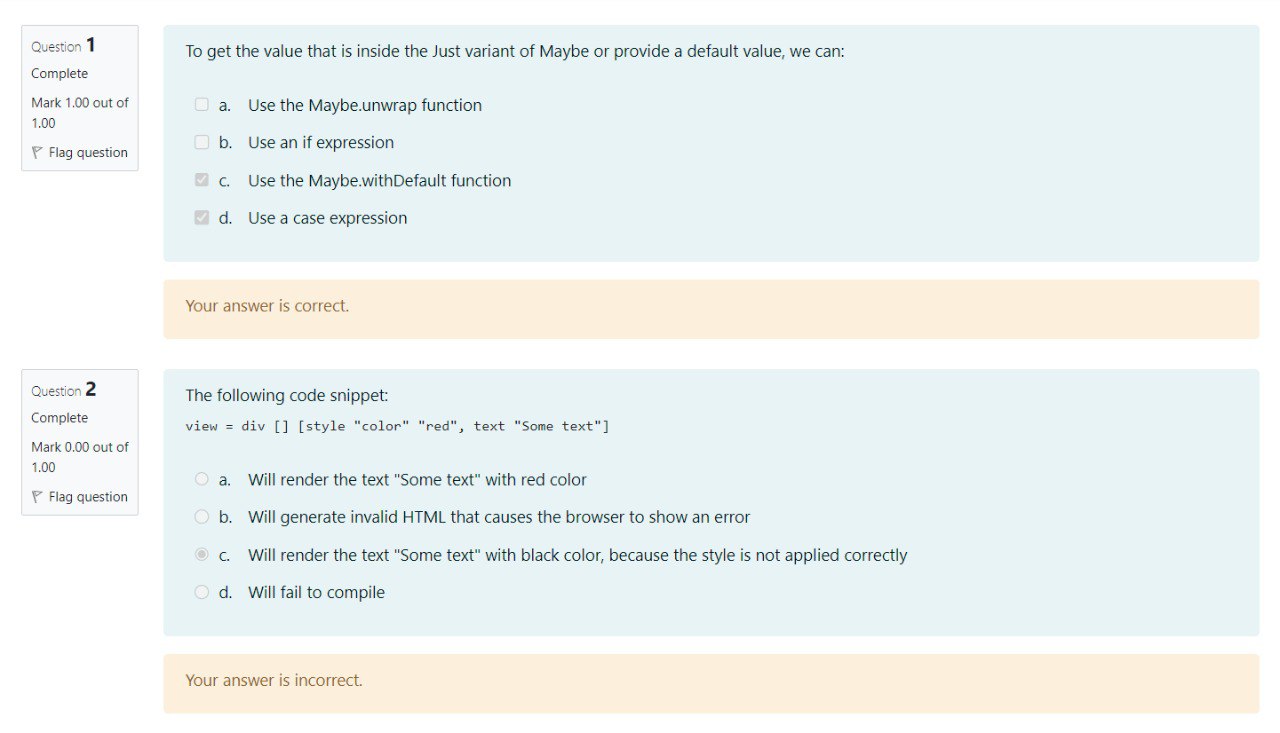 Question 1
Complete
Mark 1.00 out of
1.00
Flag question
To get the value that is inside the Just variant of Maybe or provide a default value, we can:
a. Use the Maybe.unwrap function
b. Use an if expression
c. Use the Maybe.withDefault function
d. Use a case expression
Your answer is correct.
Question 2
Complete
Mark 0.00 out of
1.00
Flag question
The following code snippet:
view = div [] [style "color" "red", text "Some text"]
a. Will render the text "Some text" with red color
b. Will generate invalid HTML that causes the browser to show an error
c. Will render the text "Some text" with black color, because the style is not applied correctly
d. Will fail to compile
Your answer is incorrect.